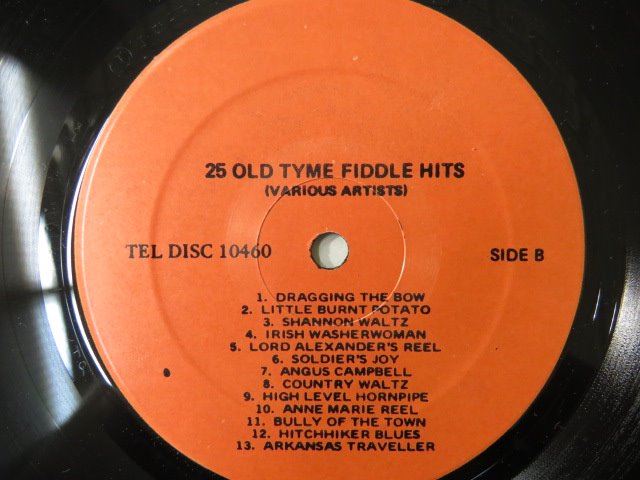 25 OLD TYME FIDDLE HITS
(VARIOUS ARTISTS)
TEL DISC 10460
SIDE B
1. DRAGGING THE BOW
2. LITTLE BURNT POTATO
3. SHANNON WALTZ
4. IRISH WASHERWOMAN
5. LORD ALEXANDER'S REEL
6. SOLDIER'S JOY
7. ANGUS CAMPBELL
8. COUNTRY WALTZ
9. HIGH LEVEL HORNPIPE
10. ANNE MARIE REEL
11. BULLY OF THE TOWN
12. HITCHHIKER BLUES
13. ARKANSAS TRAVELLER